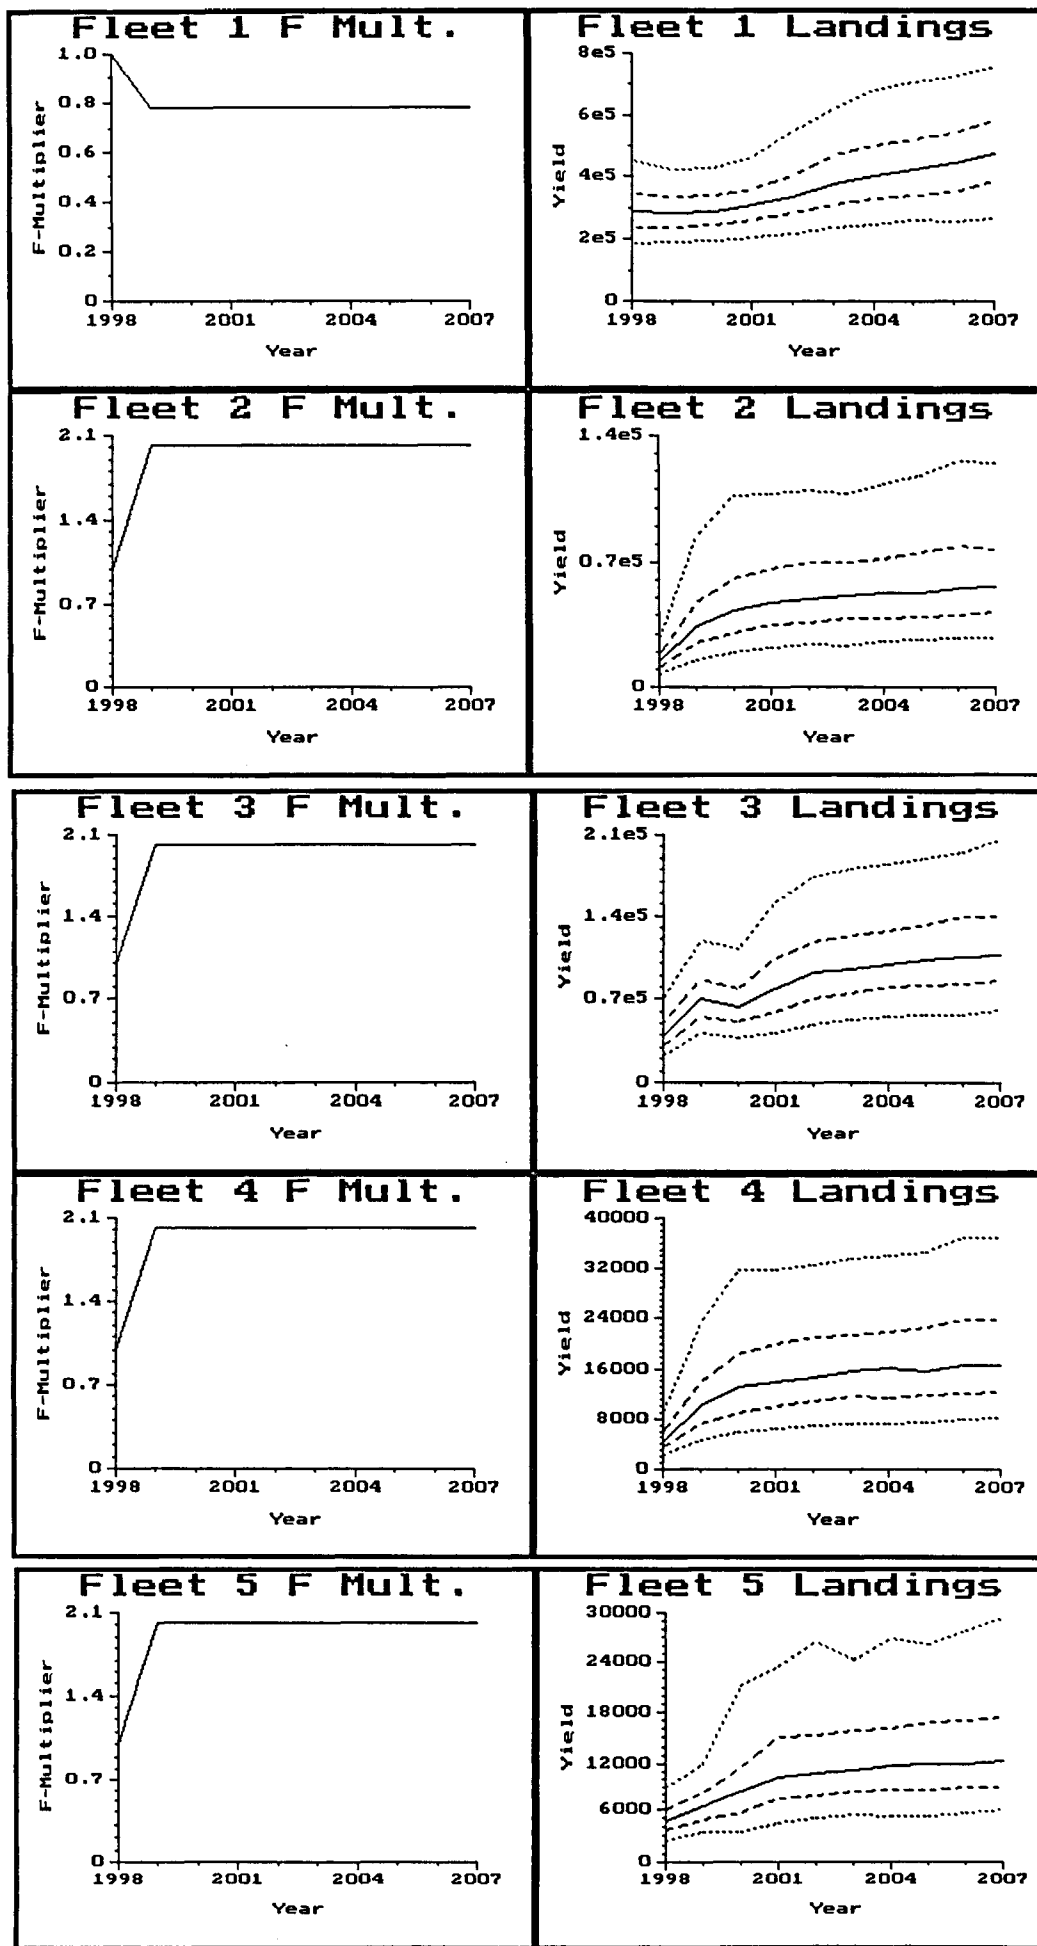 Fleet 1 F Mult.
1.0
0.8
0.6
0.4
0.2
0
F-Multiplier
1998 2001 2004 2007
Year
Fleet 1 Landings
8e5
6e5
4e5
2e5
0
Yield
1998 2001 2004 2007
Year
Fleet 2 F Mult.
2.1
1.4
0.7
0
F-Multiplier
1998 2001 2004 2007
Year
Fleet 2 Landings
1.4e5
0.7e5
0
Yield
1998 2001 2004 2007
Year
Fleet 3 F Mult.
2.1
1.4
0.7
0
F-Multiplier
1998 2001 2004 2007
Year
Fleet 3 Landings
2.1e5
1.4e5
0.7e5
0
Yield
1998 2001 2004 2007
Year
Fleet 4 F Mult.
2.1
1.4
0.7
0
F-Multiplier
1998 2001 2004 2007
Year
Fleet 4 Landings
40000
32000
24000
16000
8000
0
Yield
1998 2001 2004 2007
Year
Fleet 5 F Mult.
2.1
1.4
0.7
0
F-Multiplier
1998 2001 2004 2007
Year
Fleet 5 Landings
30000
24000
18000
12000
6000
0
Yield
1998 2001 2004 2007
Year